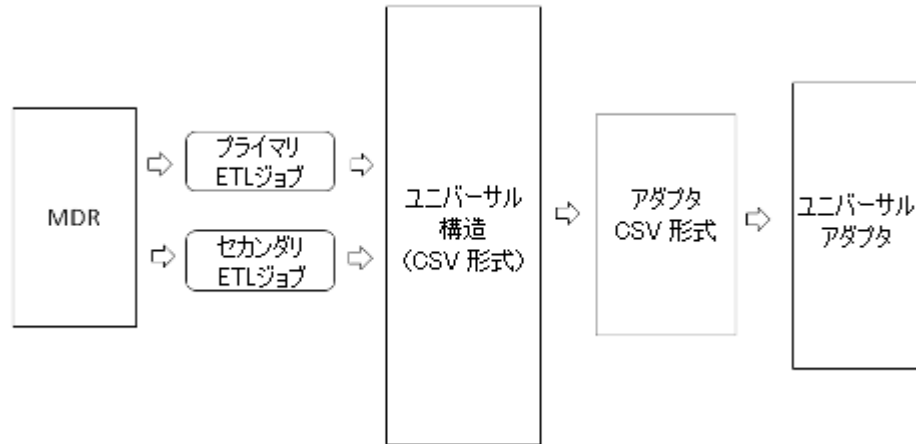 MDR
プライマリ
ETLジョブ
セカンダリ
ETLジョブ
ユニバーサル
構造
(CSV 形式)
アダプタ
CSV 形式
ユニバーサル
アダプタ